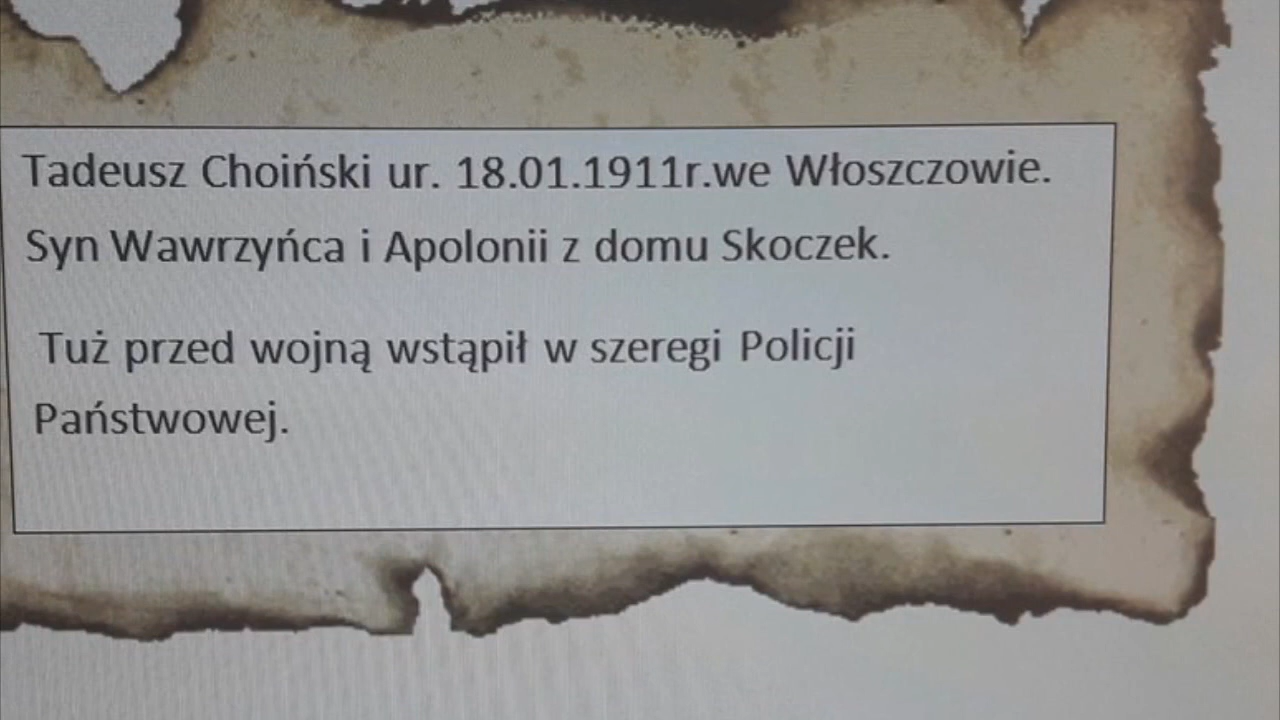 Tadeusz Choiński ur. 18.01.1911r.we Włoszczowie.
Syn Wawrzyńca i Apolonii z domu Skoczek.
Tuż przed wojną wstąpił w szeregi Policji
Państwowej.